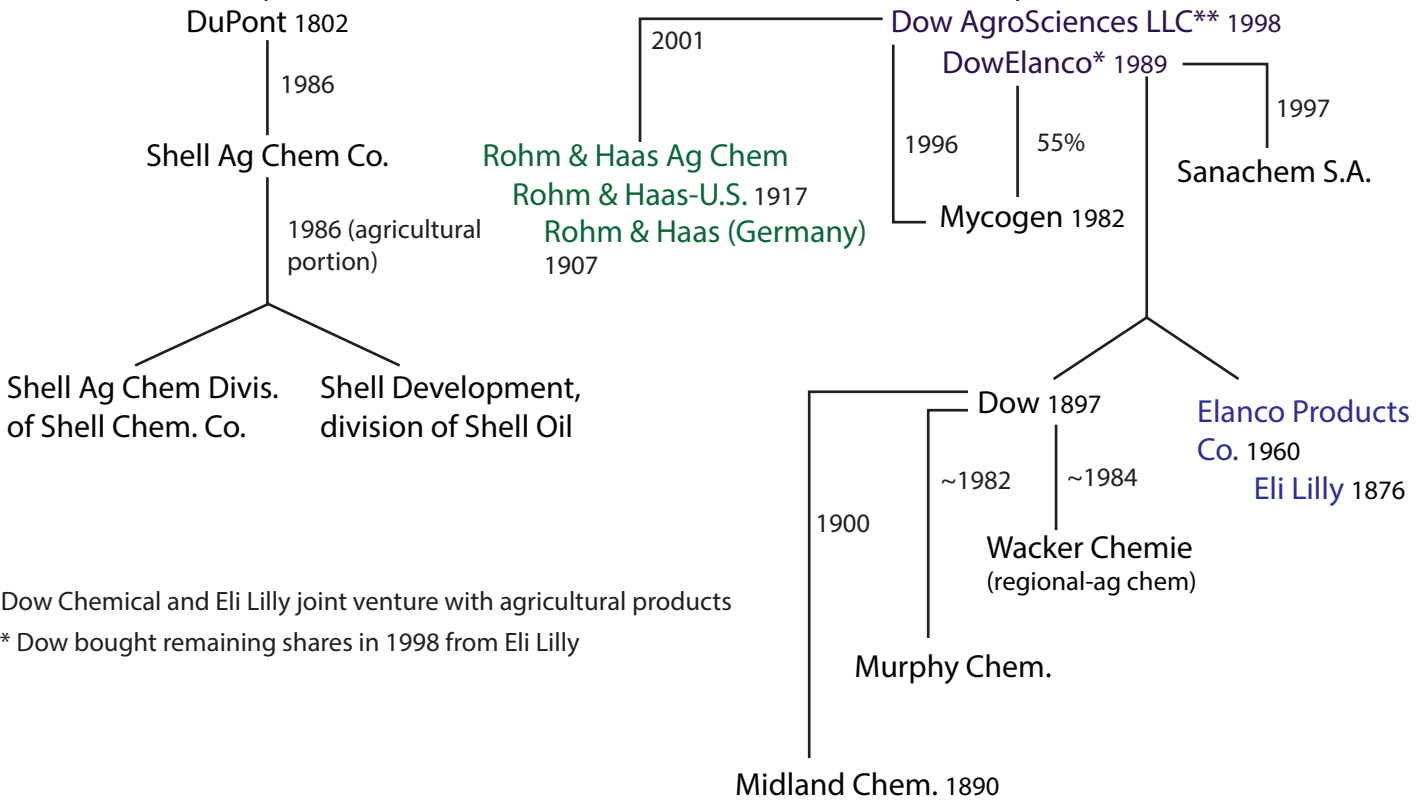 DuPont 1802
1986
Shell Ag Chem Co.
1986 (agricultural
portion)
Shell Ag Chem Divis.
of Shell Chem. Co.
Shell Development,
division of Shell Oil
Dow AgroSciences LLC** 1998
DowElanco* 1989
2001
Rohm & Haas Ag Chem
Rohm & Haas-U.S. 1917
Rohm & Haas (Germany)
1907
1996
55%
Mycogen 1982
1997
Sanachem S.A.
Dow 1897
Elanco Products
Co. 1960
Eli Lilly 1876
1900
~1982
~1984
Wacker Chemie
(regional-ag chem)
Murphy Chem.
Midland Chem. 1890
Dow Chemical and Eli Lilly joint venture with agricultural products
* Dow bought remaining shares in 1998 from Eli Lilly